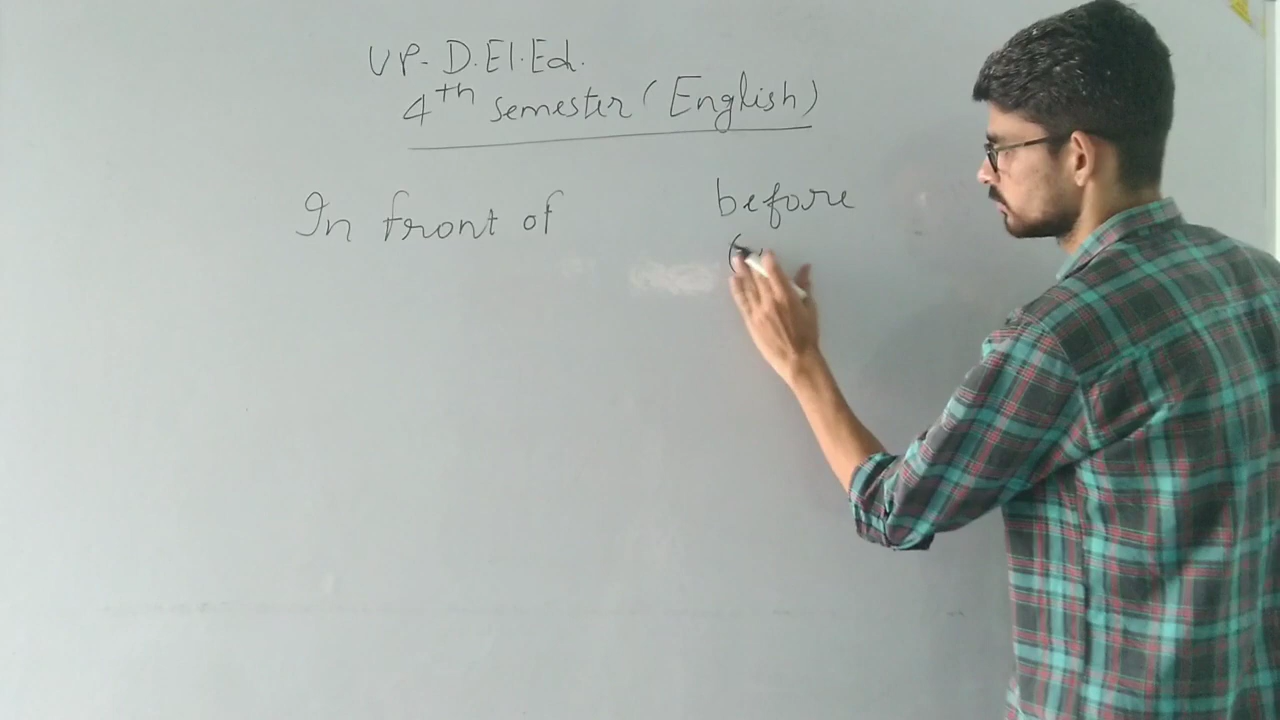 UP- D.El.Ed.
4th semester (English)
In front of before
(